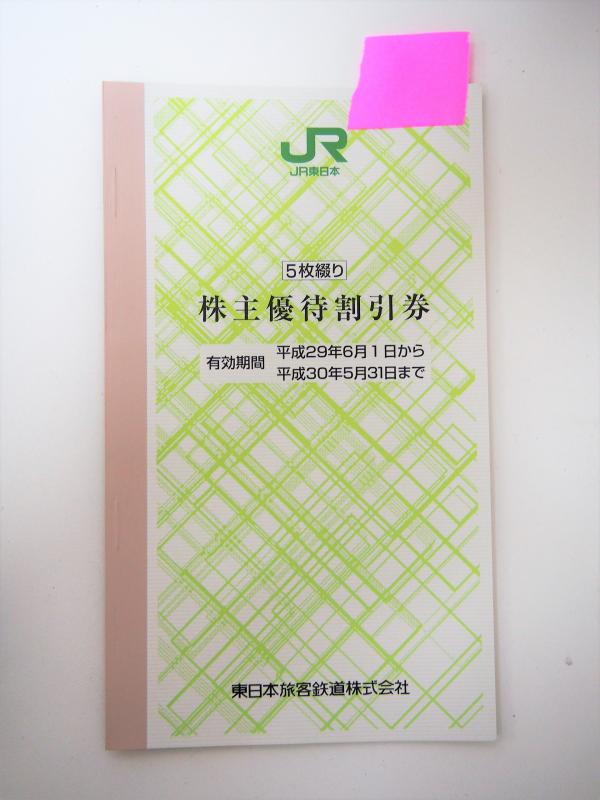 JR
JR東日本
5枚綴り
株主優待割引券
有効期間
平成29年6月1日から
平成30年5月31日まで
東日本旅客鉄道株式会社